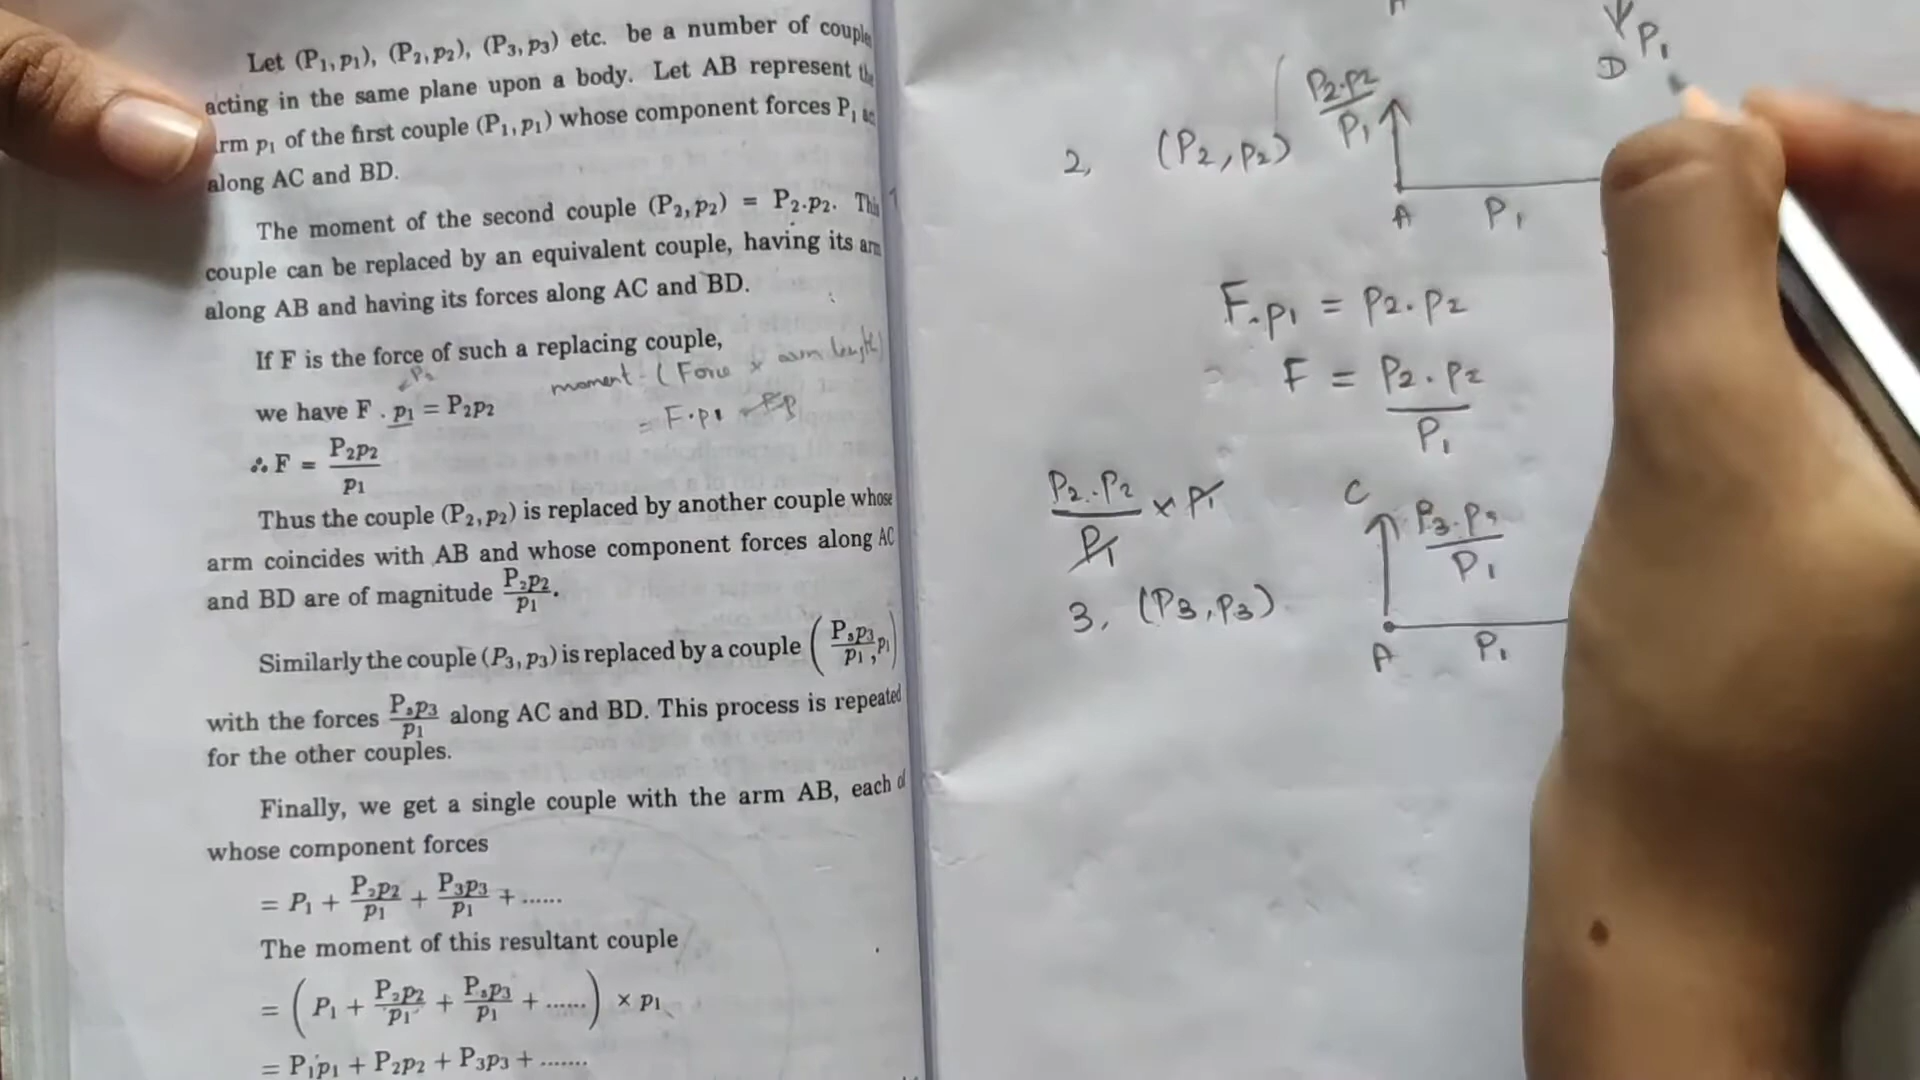 Let (P₁, p₁), (P₂, p₂), (P₃, p₃) etc. be a number of couple
acting in the same plane upon a body. Let AB represent the
arm p₁ of the first couple (P₁, p₁) whose component forces P₁
along AC and BD.
The moment of the second couple (P₂, p₂) = P₂.p₂. This
couple can be replaced by an equivalent couple, having its arm
along AB and having its forces along AC and BD.
If F is the force of such a replacing couple,
moment - (Force × arm length)
we have F . p₁ = P₂p₂
= F.p₁
∴ F = P₂p₂ / p₁
Thus the couple (P₂, p₂) is replaced by another couple whose
arm coincides with AB and whose component forces along AC
and BD are of magnitude P₂p₂ / p₁.
Similarly the couple (P₃, p₃) is replaced by a couple (P₃p₃ / p₁, p₁)
with the forces P₃p₃ / p₁ along AC and BD. This process is repeated
for the other couples.
Finally, we get a single couple with the arm AB, each of
whose component forces
= P₁ + P₂p₂ / p₁ + P₃p₃ / p₁ + ......
The moment of this resultant couple
= (P₁ + P₂p₂ / p₁ + P₃p₃ / p₁ + ......) × p₁
= P₁p₁ + P₂p₂ + P₃p₃ + .......
P₁
D
2, (P₂, p₂) P₂.p₂ / P₁
A P₁
F.p₁ = P₂.p₂
F = P₂.p₂ / P₁
P₂.P₂ / P₁ × P₁
C P₃.p₃ / P₁
3, (P₃, p₃)
A P₁